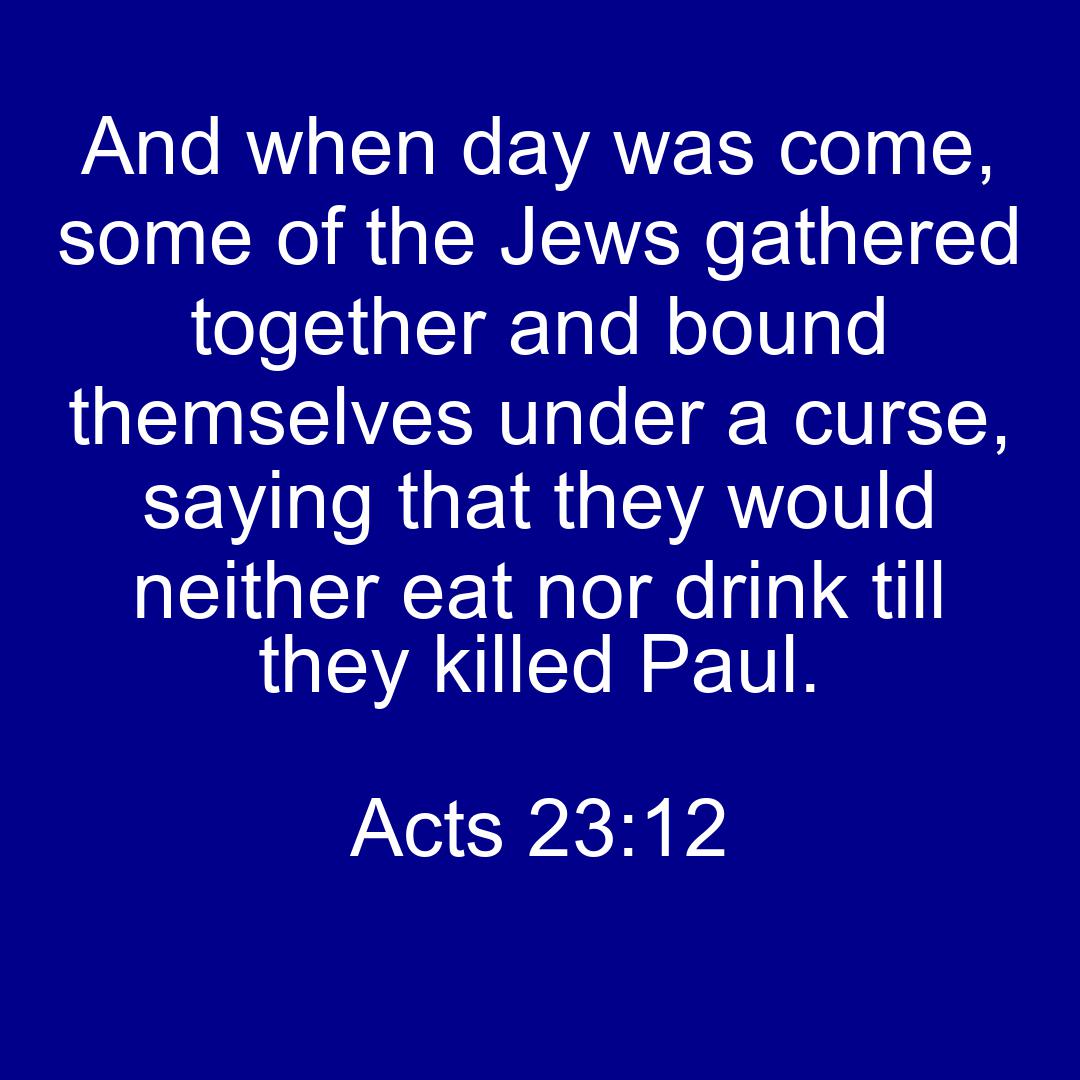 And when day was come,
some of the Jews gathered
together and bound
themselves under a curse,
saying that they would
neither eat nor drink till
they killed Paul.
Acts 23:12